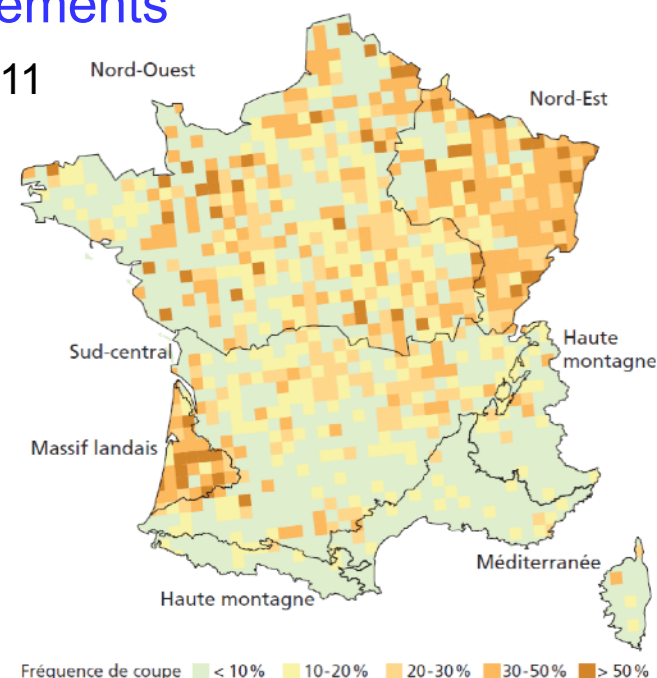 ements
11
Nord-Ouest
Nord-Est
Sud-central
Haute
montagne
Massif landais
Méditerranée
Haute montagne
Fréquence de coupe < 10 % 10-20 % 20-30 % 30-50 % > 50 %